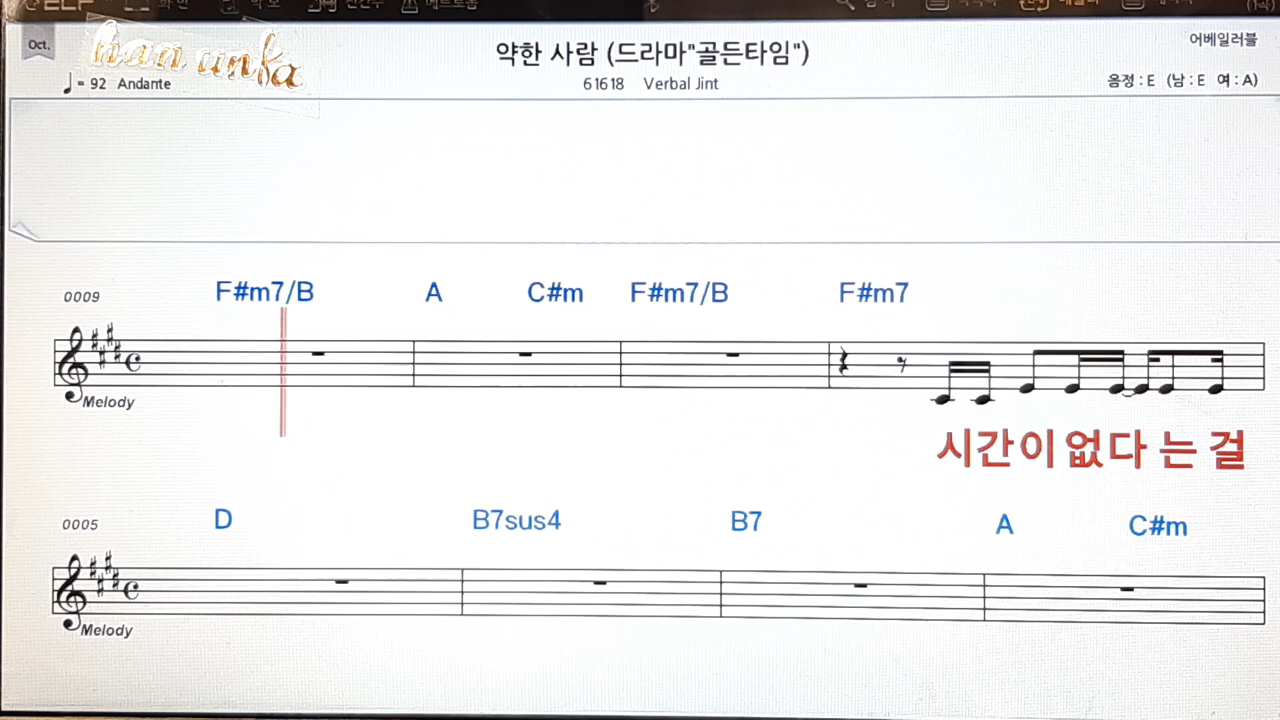 Oct.
han unka
약한 사람 (드라마"골든타임")
어베일러블
♩= 92 Andante
61618 Verbal Jint
음정 : E (남 : E 여 : A)
0009 F#m7/B A C#m F#m7/B F#m7
Melody
시간이 없다 는 걸
0005 D B7sus4 B7 A C#m
Melody